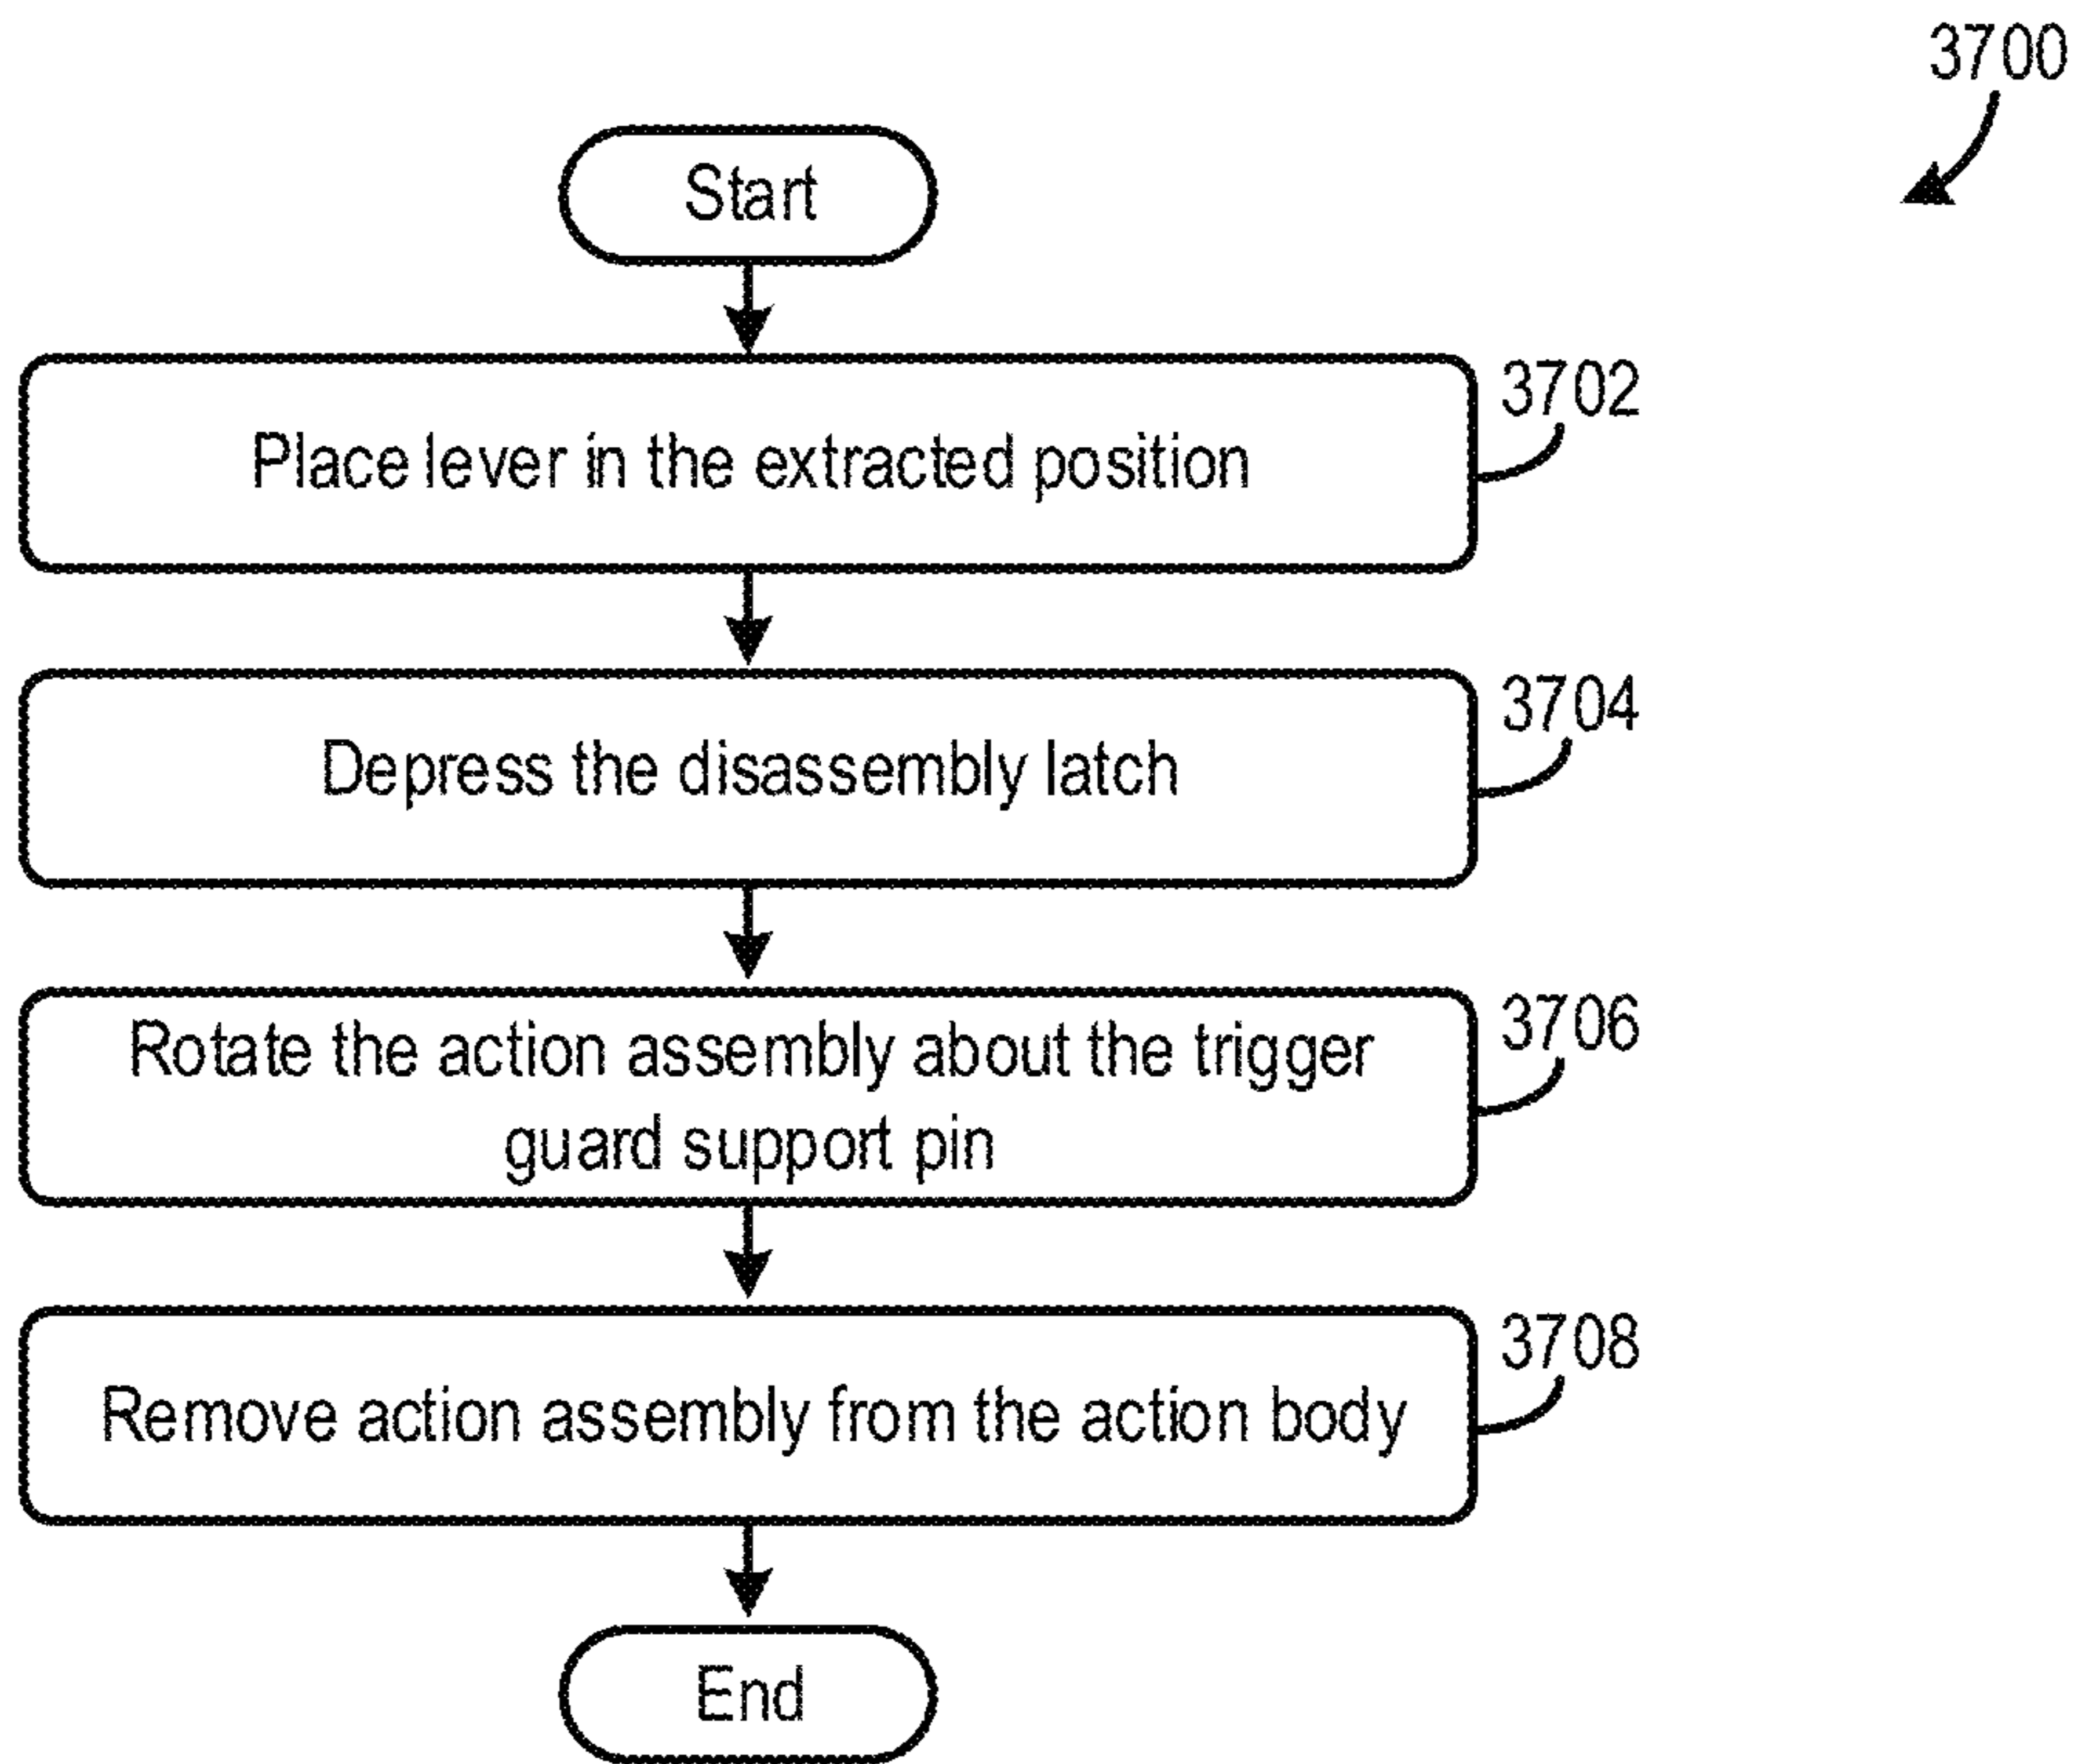 3700
Start
3702
Place lever in the extracted position
3704
Depress the disassembly latch
3706
Rotate the action assembly about the trigger
guard support pin
3708
Remove action assembly from the action body
End